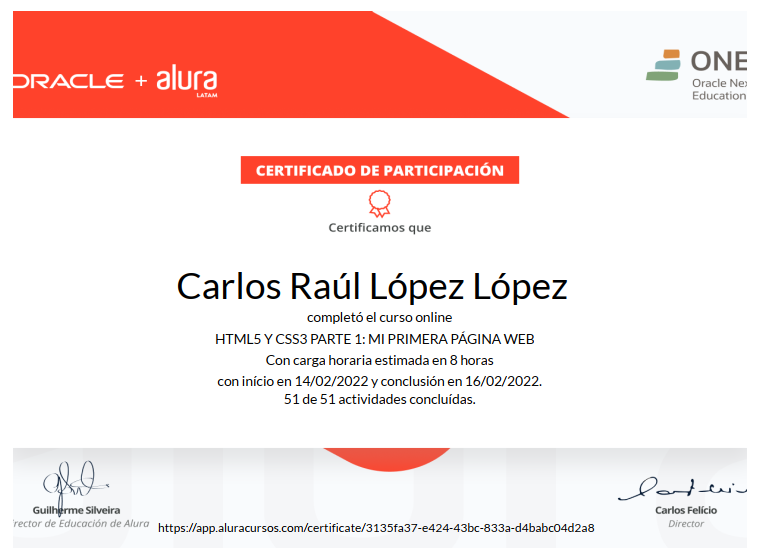 ORACLE + alura
LATAM
ONE
Oracle Nex
Education
CERTIFICADO DE PARTICIPACIÓN
Certificamos que
Carlos Raúl López López
completó el curso online
HTML5 Y CSS3 PARTE 1: MI PRIMERA PÁGINA WEB
Con carga horaria estimada en 8 horas
con início en 14/02/2022 y conclusión en 16/02/2022.
51 de 51 actividades concluídas.
Guilherme Silveira
rector de Educación de Alura
Carlos Felício
Director
https://app.aluracursos.com/certificate/3135fa37-e424-43bc-833a-d4babc04d2a8